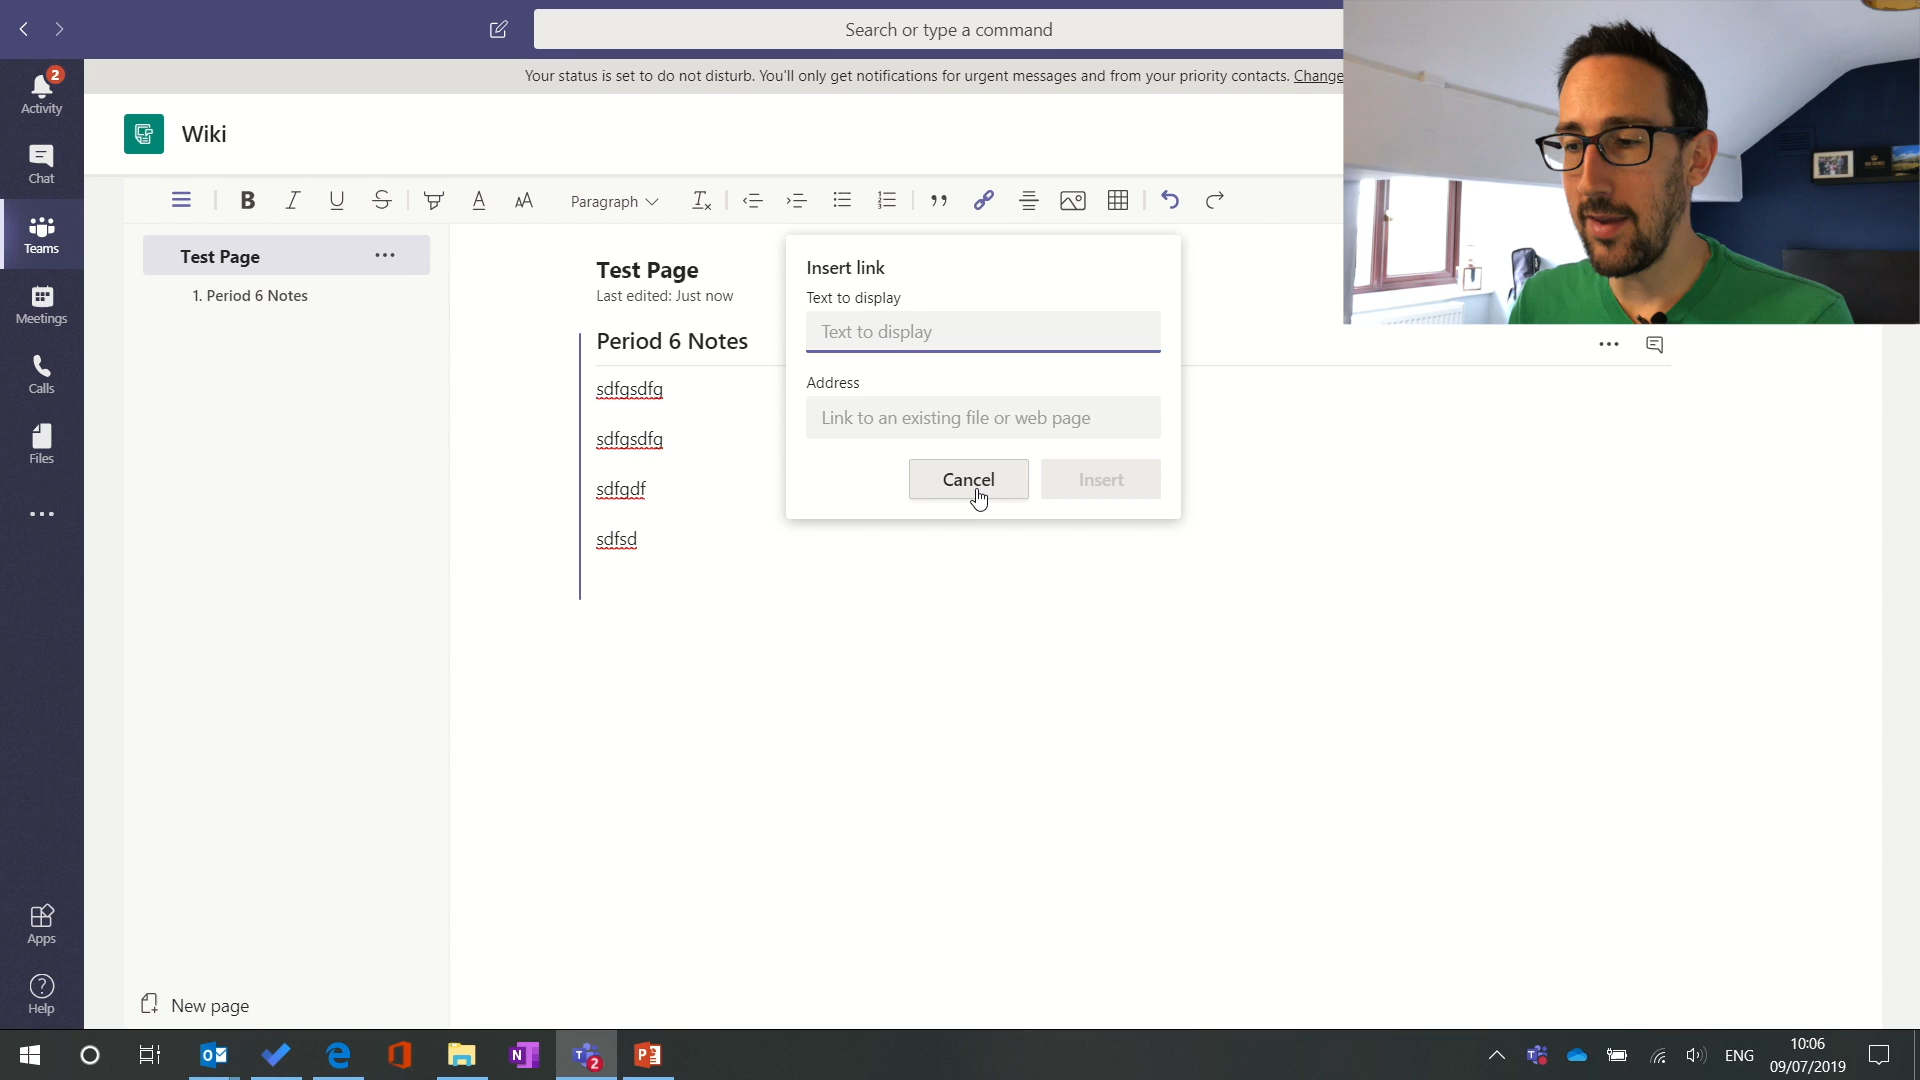 Search or type a command
2
Activity
Chat
Teams
Meetings
Calls
Files
Apps
Help
Your status is set to do not disturb. You'll only get notifications for urgent messages and from your priority contacts. Change
Wiki
B I U S A AA Paragraph
Test Page
1. Period 6 Notes
New page
Test Page
Last edited: Just now
Period 6 Notes
sdfgsdfg
sdfgsdfg
sdfgdf
sdfsd
Insert link
Text to display
Text to display
Address
Link to an existing file or web page
Cancel
Insert
2
ENG
10:06
09/07/2019